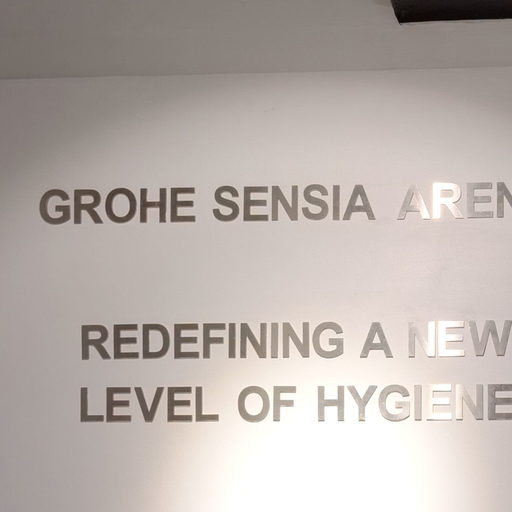 GROHE SENSIA AREN
REDEFINING A NEW
LEVEL OF HYGIENE